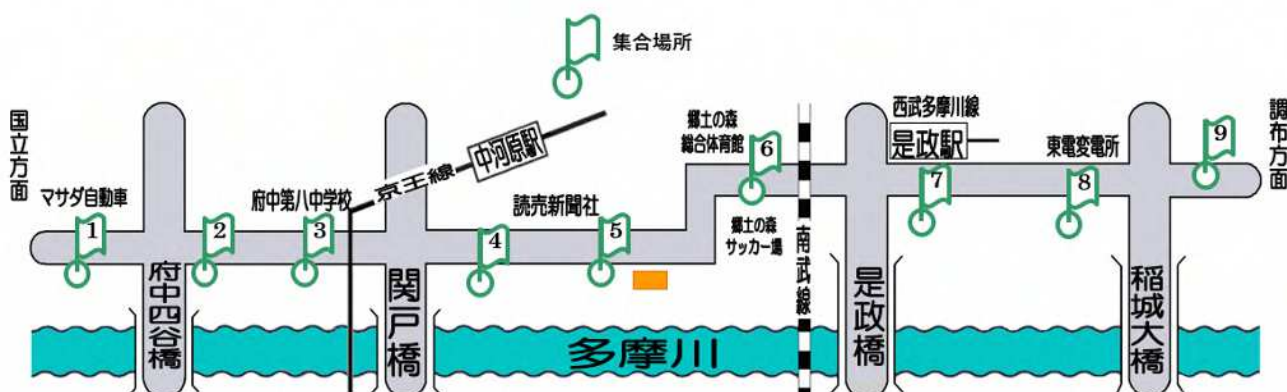 集合場所
国立方面
調布方面
マサダ自動車
府中第八中学校
京王線
中河原駅
読売新聞社
郷土の森
総合体育館
郷土の森
サッカー場
南武線
西武多摩川線
是政駅
東電変電所
1
2
3
4
5
6
7
8
9
府中四谷橋
関戸橋
是政橋
稲城大橋
多摩川